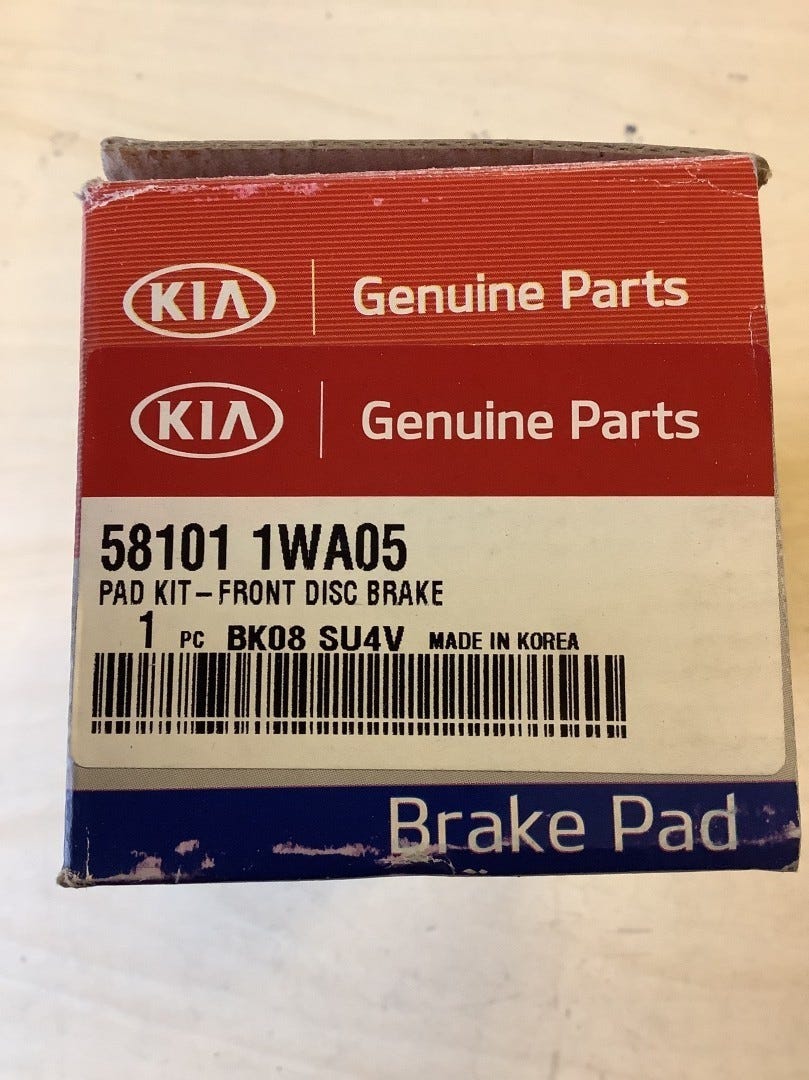 KIA Genuine Parts
KIA Genuine Parts
58101 1WA05
PAD KIT-FRONT DISC BRAKE
1 PC BK08 SU4V MADE IN KOREA
Brake Pad